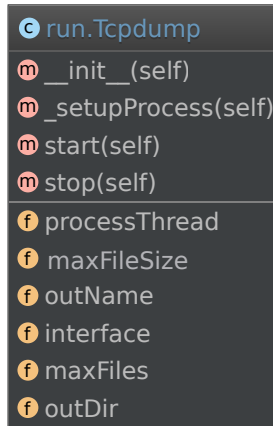 c run.Tcpdump
m __init__(self)
m _setupProcess(self)
m start(self)
m stop(self)
f processThread
f maxFileSize
f outName
f interface
f maxFiles
f outDir